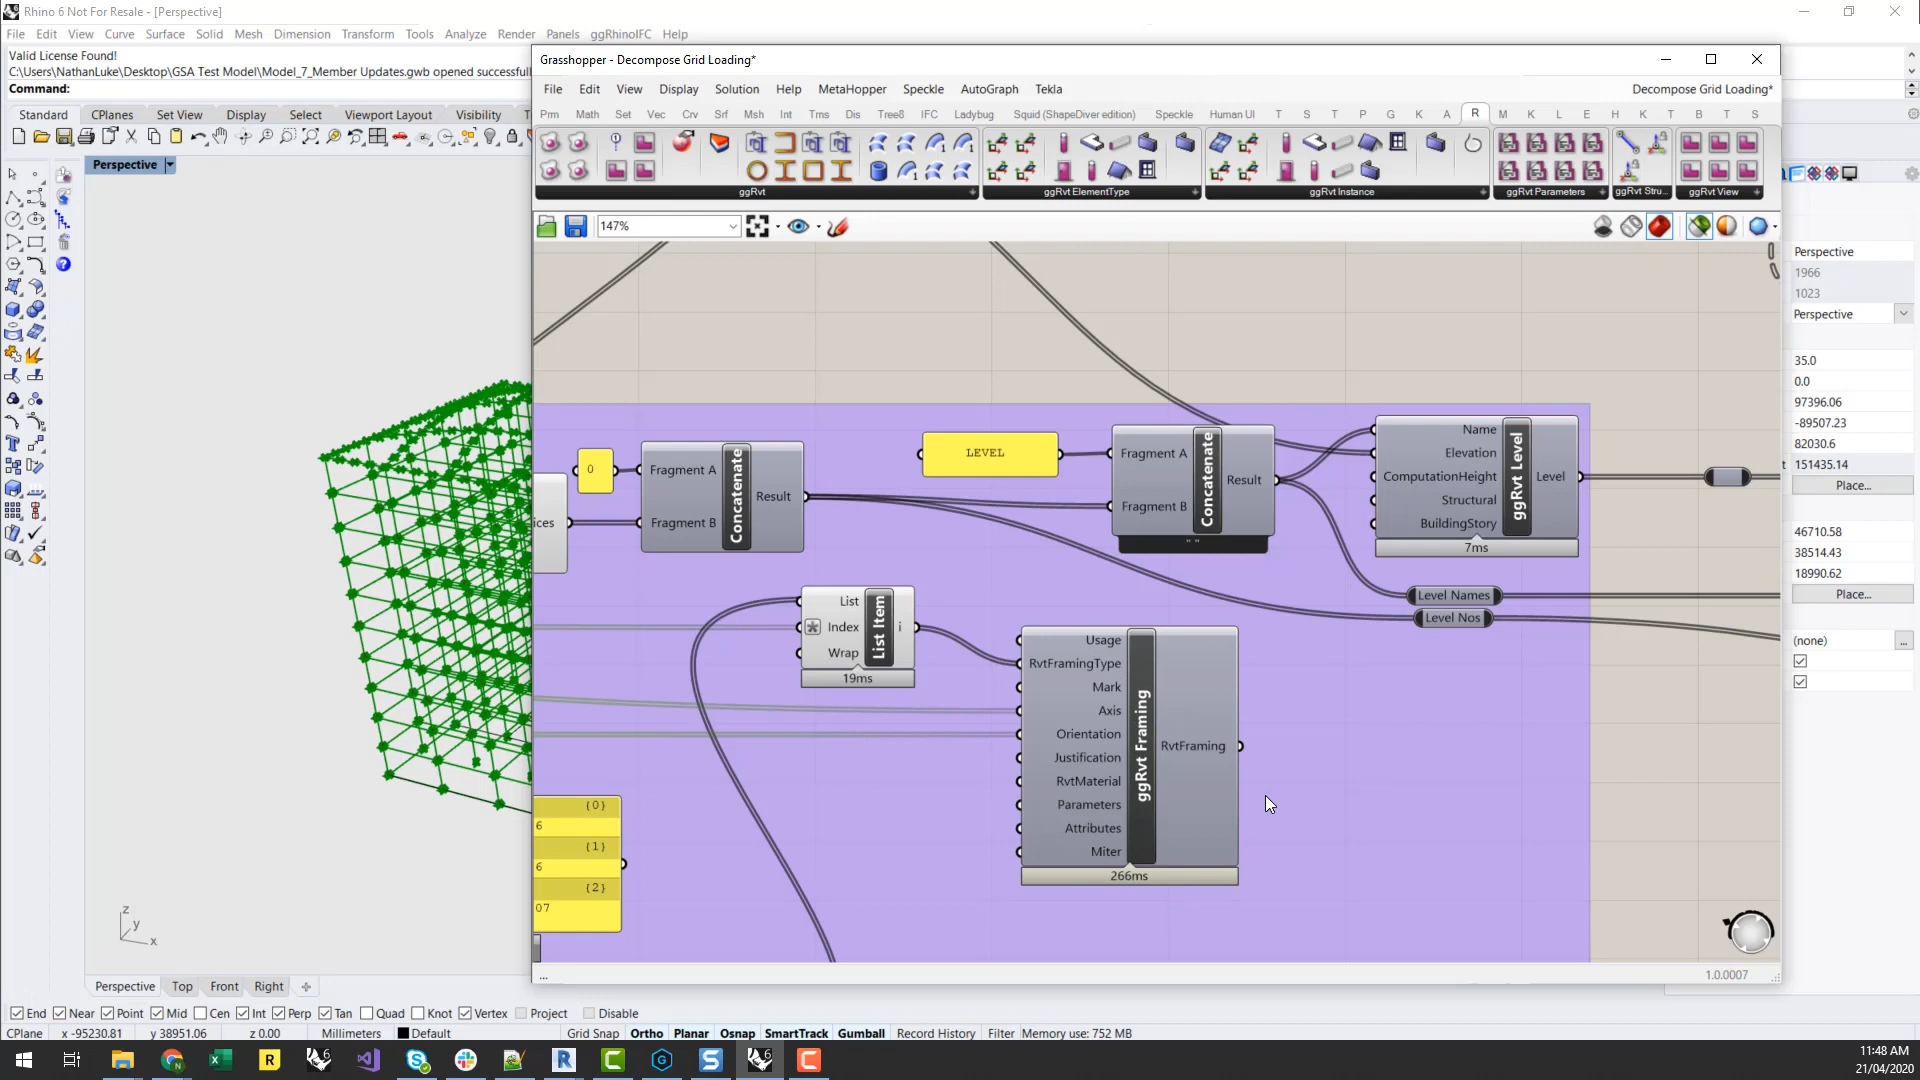 Rhino 6 Not For Resale - [Perspective]
File Edit View Curve Surface Solid Mesh Dimension Transform Tools Analyze Render Panels ggRhinoIFC Help
Valid License Found!
C:\Users\NathanLuke\Desktop\GSA Test Model\Model_7_Member Updates.gwb opened successful
Command:
Standard CPlanes Set View Display Select Viewport Layout Visibility
Perspective
Grasshopper - Decompose Grid Loading*
File Edit View Display Solution Help MetaHopper Speckle AutoGraph Tekla
Decompose Grid Loading*
Prm Math Set Vec Crv Srf Msh Int Trns Dis Tree8 IFC Ladybug Squid (ShapeDiver edition) Speckle Human UI T S T P G K A R M K L E H K T B T S
ggRvt
ggRvt ElementType
ggRvt Instance
ggRvt Parameters
ggRvt Stru...
ggRvt View
147%
0
Fragment A
Fragment B
Concatenate
Result
ices
LEVEL
Fragment A
Fragment B
Concatenate
Result
" "
Name
Elevation
ComputationHeight
Structural
BuildingStory
ggRvt Level
Level
7ms
Level Names
Level Nos
List
Index
Wrap
List Item
i
19ms
Usage
RvtFramingType
Mark
Axis
Orientation
Justification
RvtMaterial
Parameters
Attributes
Miter
ggRvt Framing
RvtFraming
266ms
{0}
6
{1}
6
{2}
07
...
1.0.0007
Perspective
1966
1023
Perspective
35.0
0.0
97396.06
-89507.23
82030.6
t 151435.14
Place...
46710.58
38514.43
18990.62
Place...
(none)
...
z
y
x
Perspective Top Front Right
End Near Point Mid Cen Int Perp Tan Quad Knot Vertex Project Disable
CPlane x -95230.81 y 38951.06 z 0.00 Millimeters Default Grid Snap Ortho Planar Osnap SmartTrack Gumball Record History Filter Memory use: 752 MB
11:48 AM
21/04/2020